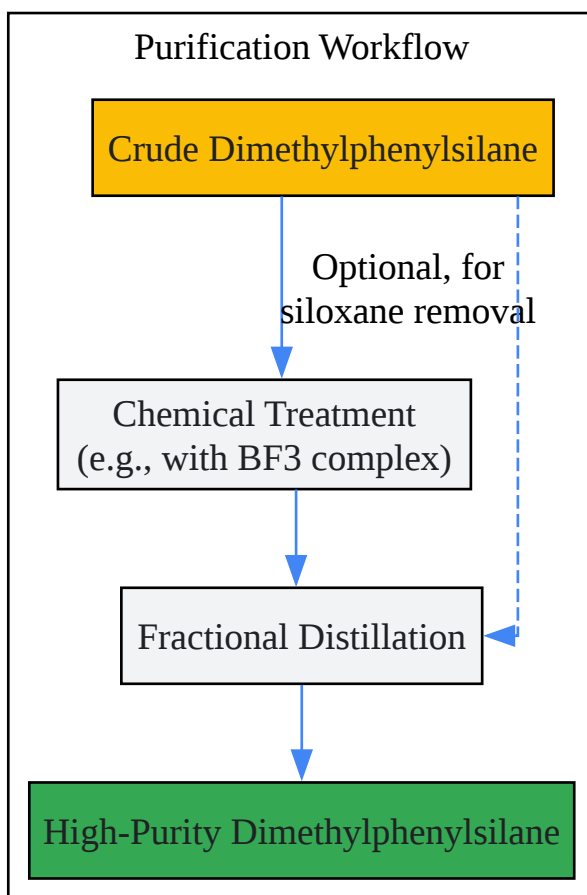 Purification Workflow
Crude Dimethylphenylsilane
Optional, for
siloxane removal
Chemical Treatment
(e.g., with BF3 complex)
Fractional Distillation
High-Purity Dimethylphenylsilane